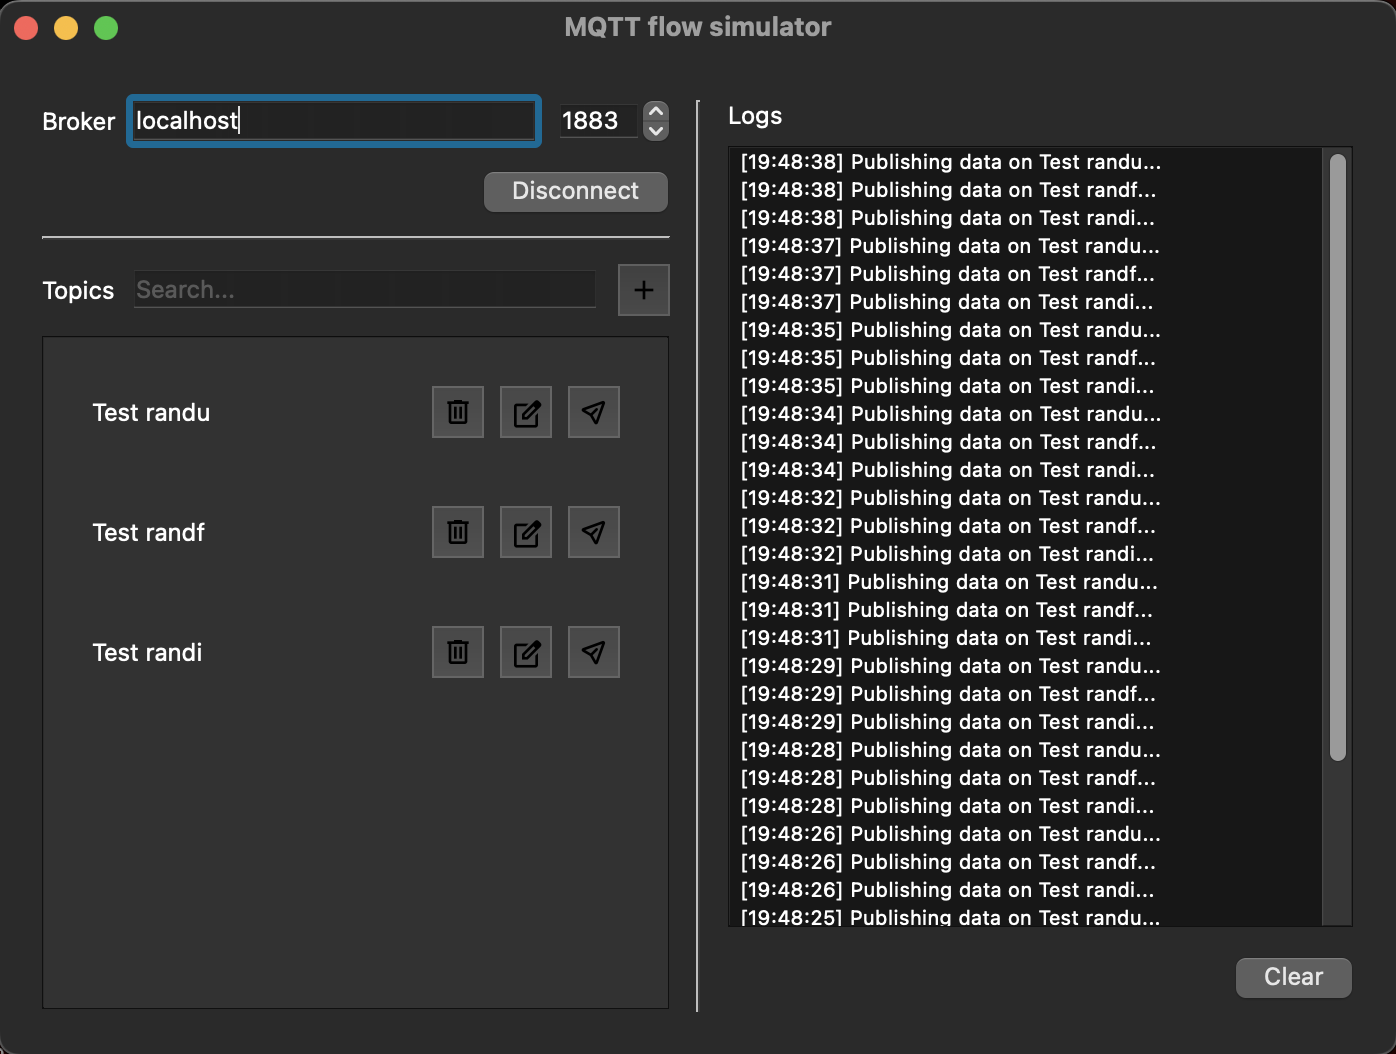 MQTT flow simulator
Broker localhost 1883
Disconnect
Topics Search... +
Test randu
Test randf
Test randi
Logs
[19:48:38] Publishing data on Test randu...
[19:48:38] Publishing data on Test randf...
[19:48:38] Publishing data on Test randi...
[19:48:37] Publishing data on Test randu...
[19:48:37] Publishing data on Test randf...
[19:48:37] Publishing data on Test randi...
[19:48:35] Publishing data on Test randu...
[19:48:35] Publishing data on Test randf...
[19:48:35] Publishing data on Test randi...
[19:48:34] Publishing data on Test randu...
[19:48:34] Publishing data on Test randf...
[19:48:34] Publishing data on Test randi...
[19:48:32] Publishing data on Test randu...
[19:48:32] Publishing data on Test randf...
[19:48:32] Publishing data on Test randi...
[19:48:31] Publishing data on Test randu...
[19:48:31] Publishing data on Test randf...
[19:48:31] Publishing data on Test randi...
[19:48:29] Publishing data on Test randu...
[19:48:29] Publishing data on Test randf...
[19:48:29] Publishing data on Test randi...
[19:48:28] Publishing data on Test randu...
[19:48:28] Publishing data on Test randf...
[19:48:28] Publishing data on Test randi...
[19:48:26] Publishing data on Test randu...
[19:48:26] Publishing data on Test randf...
[19:48:26] Publishing data on Test randi...
[19:48:25] Publishing data on Test randu...
Clear